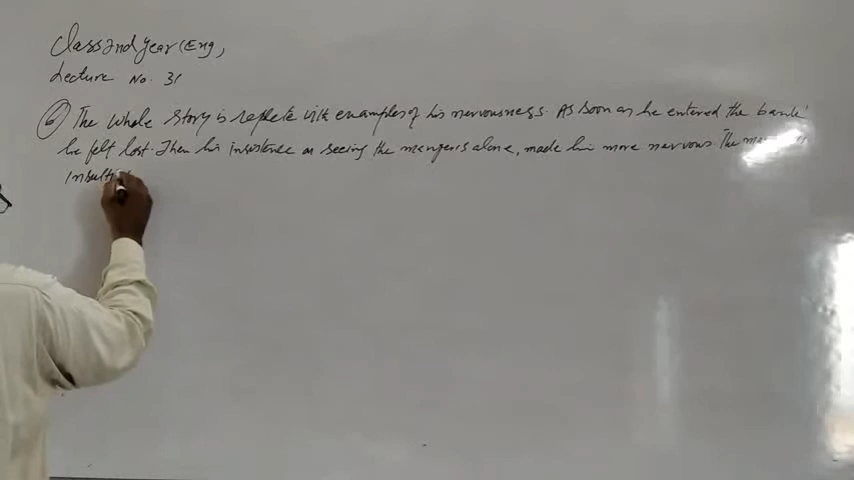 Class 2nd year (Eng)
Lecture No. 31
6 The whole story is replete with examples of his nervousness. As soon as he entered the bank
he felt lost. Then his insistence on seeing the manger is alone, made him more nervous. The